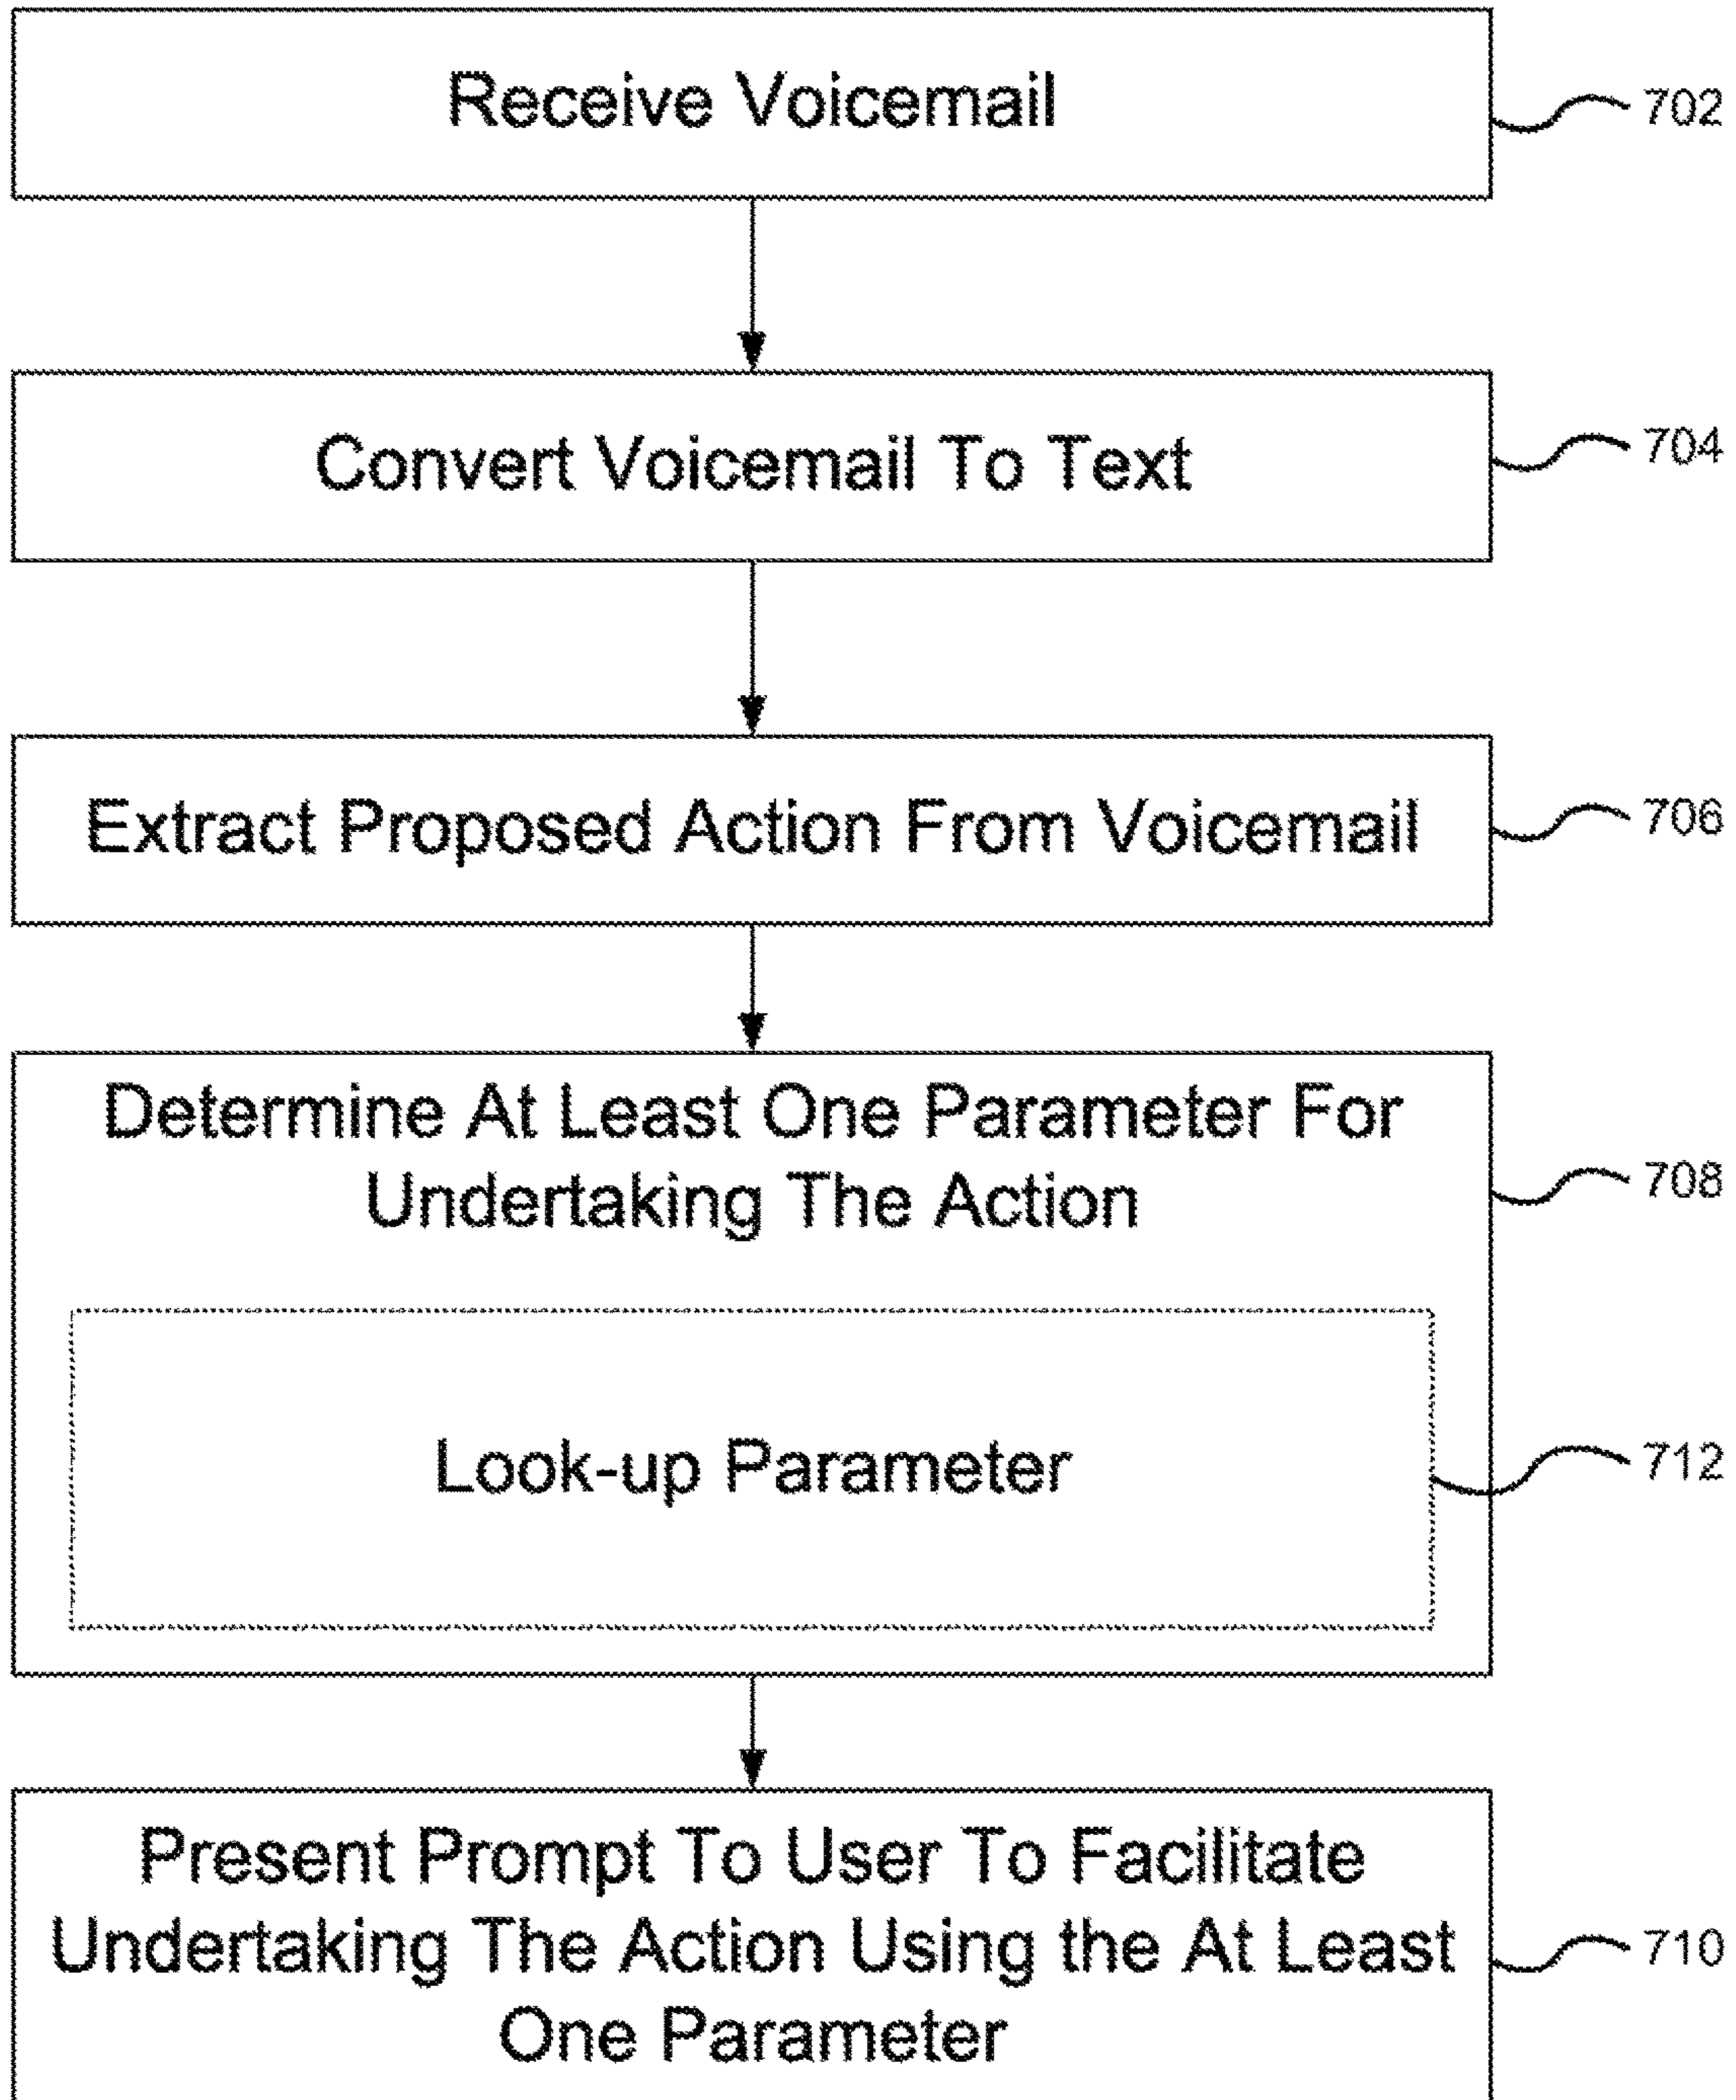 Receive Voicemail
702
Convert Voicemail To Text
704
Extract Proposed Action From Voicemail
706
Determine At Least One Parameter For
Undertaking The Action
708
Look-up Parameter
712
Present Prompt To User To Facilitate
Undertaking The Action Using the At Least
One Parameter
710